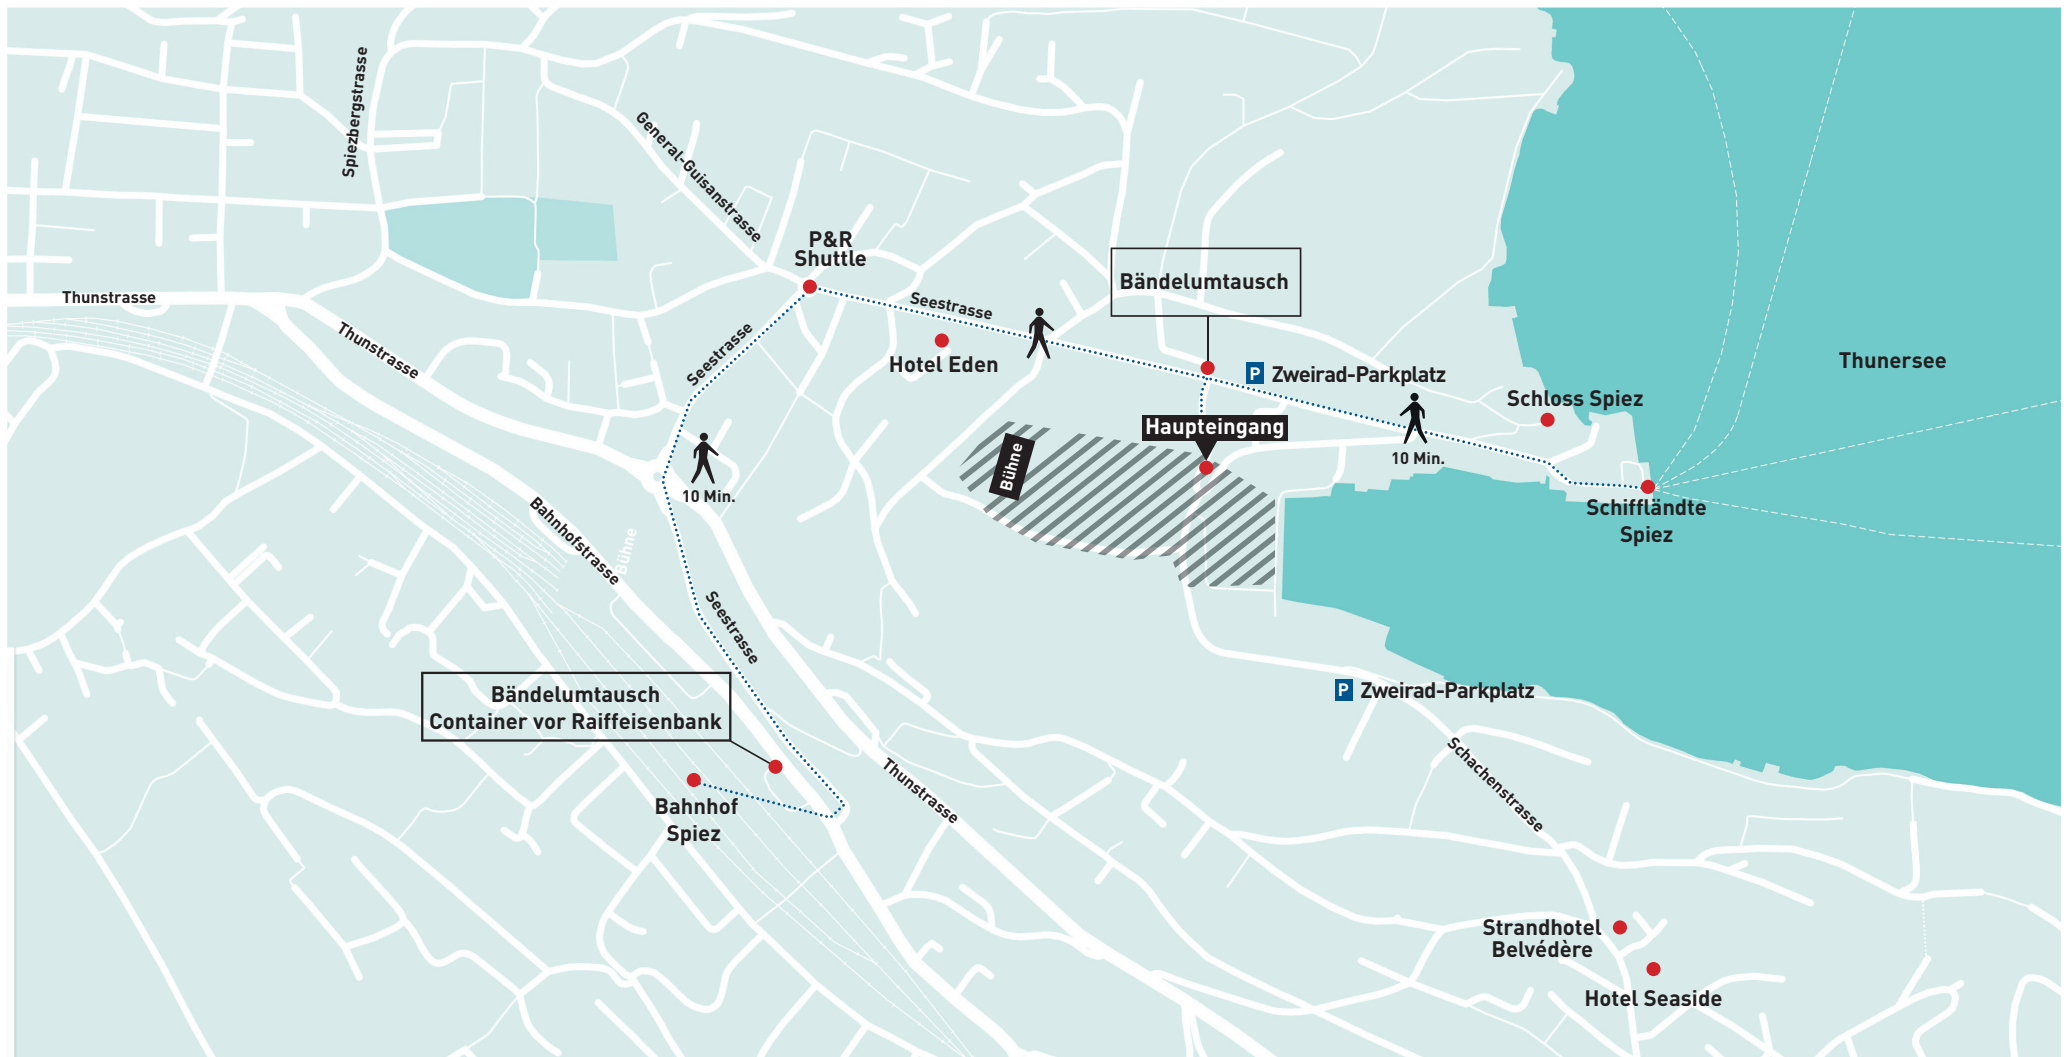 Spiezbergstrasse
General-Guisanstrasse
P&R
Shuttle
Bändelumtausch
Thunstrasse
Seestrasse
Thunstrasse
Seestrasse
Hotel Eden
P Zweirad-Parkplatz
Thunersee
Schloss Spiez
Haupteingang
Bühne
10 Min.
10 Min.
Schiffländte
Spiez
Bahnhofstrasse
Bühne
Seestrasse
Bändelumtausch
Container vor Raiffeisenbank
P Zweirad-Parkplatz
Schachenstrasse
Thunstrasse
Bahnhof
Spiez
Strandhotel
Belvédère
Hotel Seaside